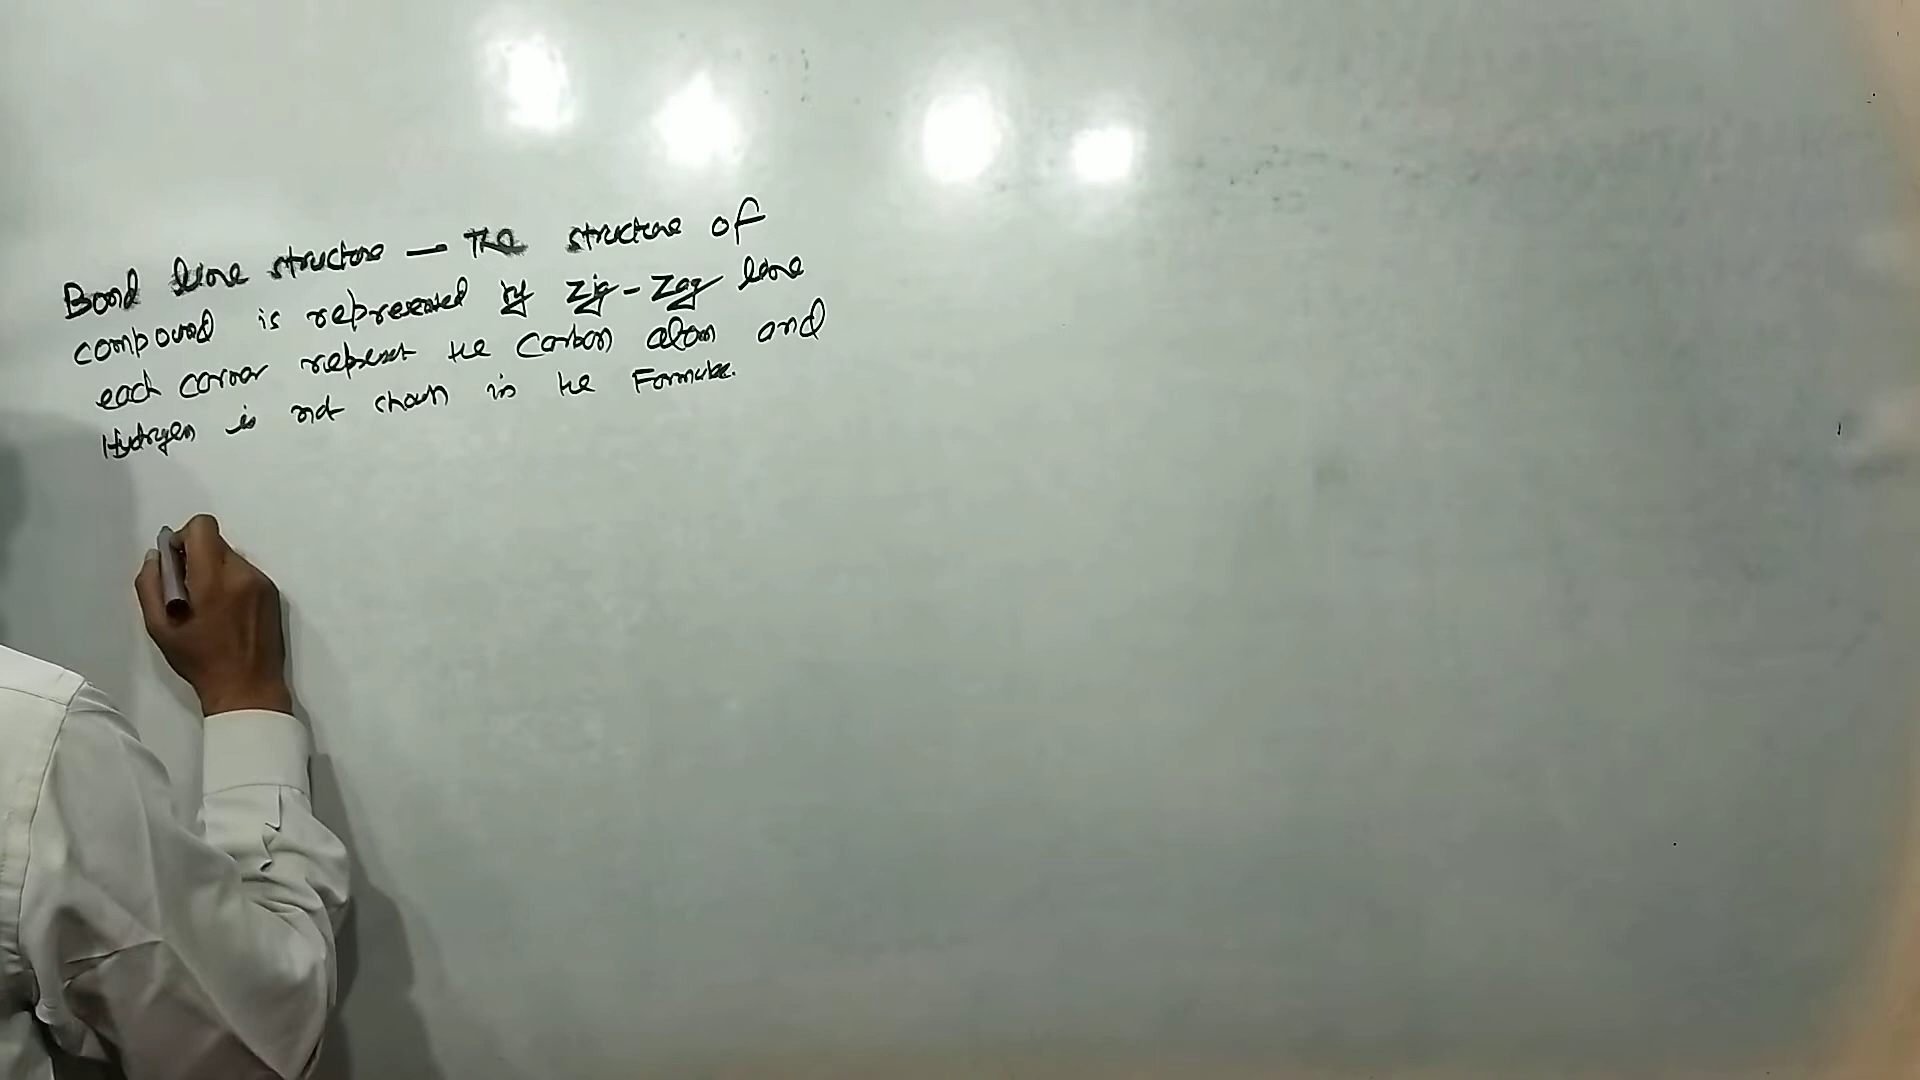 Bond line structure — The structure of
compound is represented by Zig-Zag line
each corner represent the Carbon atom and
Hydrogen is not shown in the Formula.